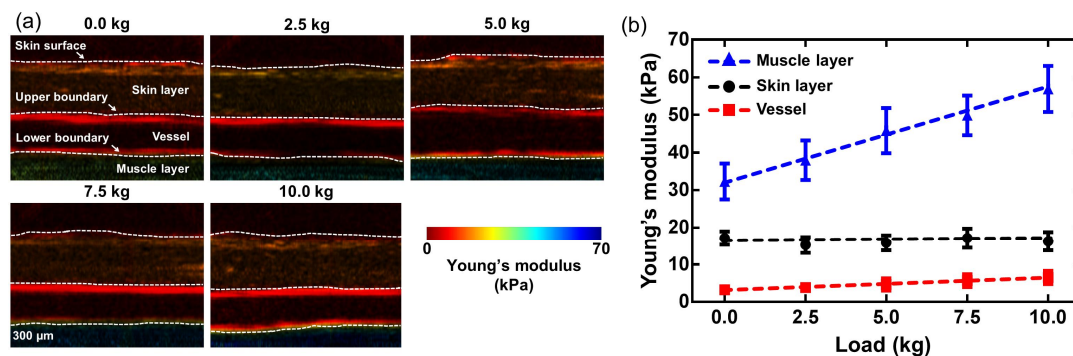 (a)
0.0 kg
2.5 kg
5.0 kg
Skin surface
Skin layer
Upper boundary
Vessel
Lower boundary
Muscle layer
7.5 kg
10.0 kg
300 µm
0
70
Young's modulus
(kPa)
(b)
Young's modulus (kPa)
70
60
50
40
30
20
10
0
Muscle layer
Skin layer
Vessel
0.0 2.5 5.0 7.5 10.0
Load (kg)